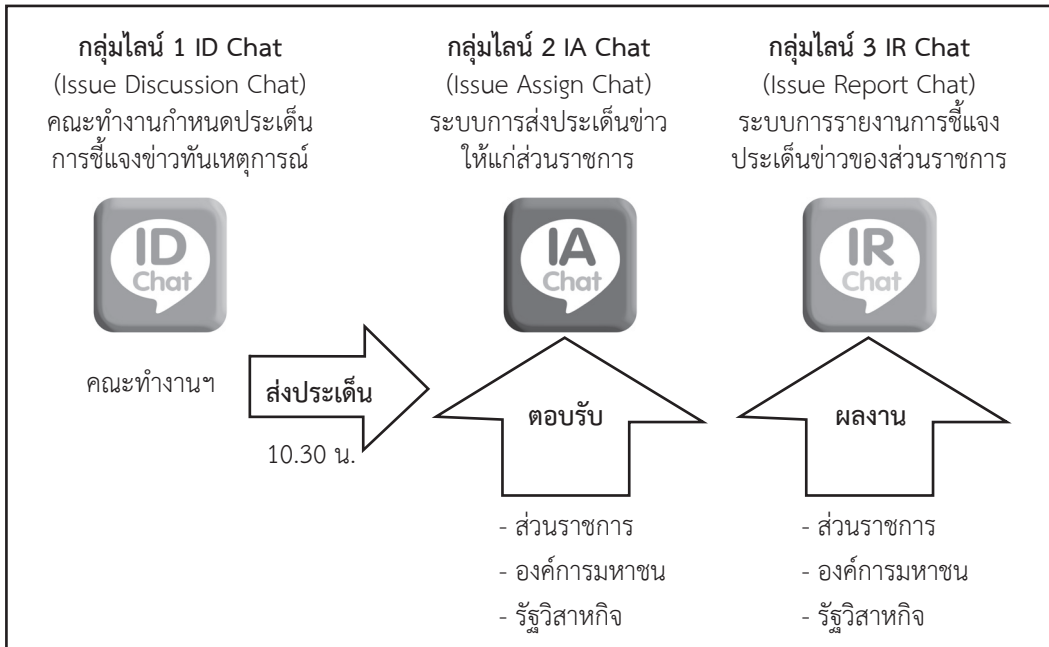 กลุ่มไลน์ 1 ID Chat
(Issue Discussion Chat)
คณะทำงานกำหนดประเด็น
การชี้แจงข่าวทันเหตุการณ์
ID
Chat
คณะทำงานฯ
ส่งประเด็น
10.30 น.
กลุ่มไลน์ 2 IA Chat
(Issue Assign Chat)
ระบบการส่งประเด็นข่าว
ให้แก่ส่วนราชการ
IA
Chat
ตอบรับ
- ส่วนราชการ
- องค์การมหาชน
- รัฐวิสาหกิจ
กลุ่มไลน์ 3 IR Chat
(Issue Report Chat)
ระบบการรายงานการชี้แจง
ประเด็นข่าวของส่วนราชการ
IR
Chat
ผลงาน
- ส่วนราชการ
- องค์การมหาชน
- รัฐวิสาหกิจ